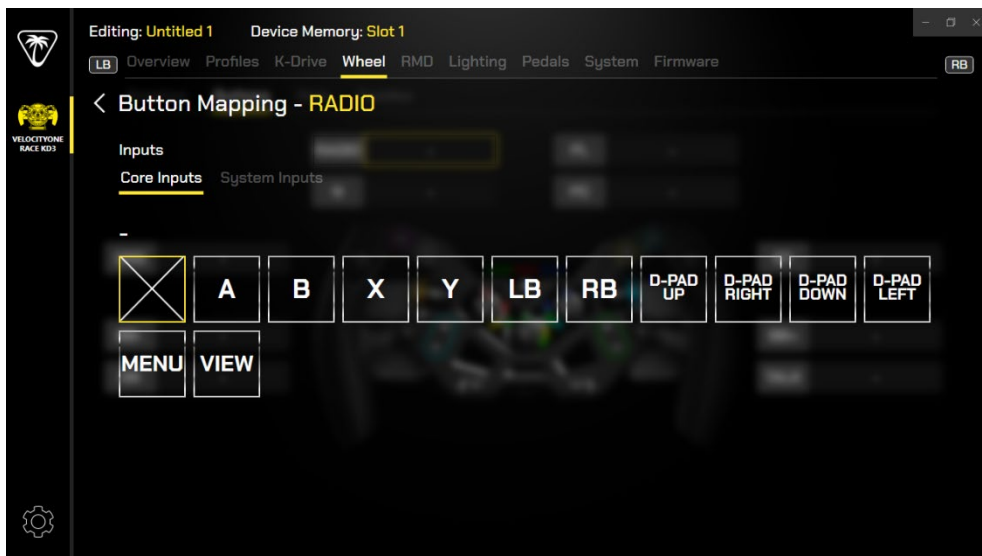 Editing: Untitled 1 Device Memory: Slot 1
LB Overview Profiles K-Drive Wheel RMD Lighting Pedals System Firmware RB
Button Mapping - RADIO
VELOCITYONE
RACE KD3
Inputs
Core Inputs System Inputs
-
A B X Y LB RB D-PAD UP D-PAD RIGHT D-PAD DOWN D-PAD LEFT
MENU VIEW